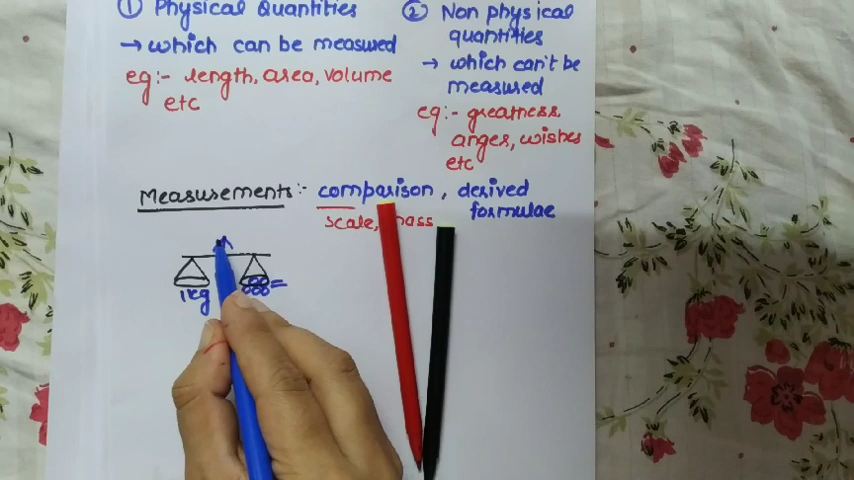 ① Physical Quantities
→ which can be measured
eg:- length, area, volume
etc
② Non physical
quantities
→ which can't be
measured
eg:- greatness,
anges, wishes
etc
Measurements:- comparison, derived
formulae
scale, mass
1kg =